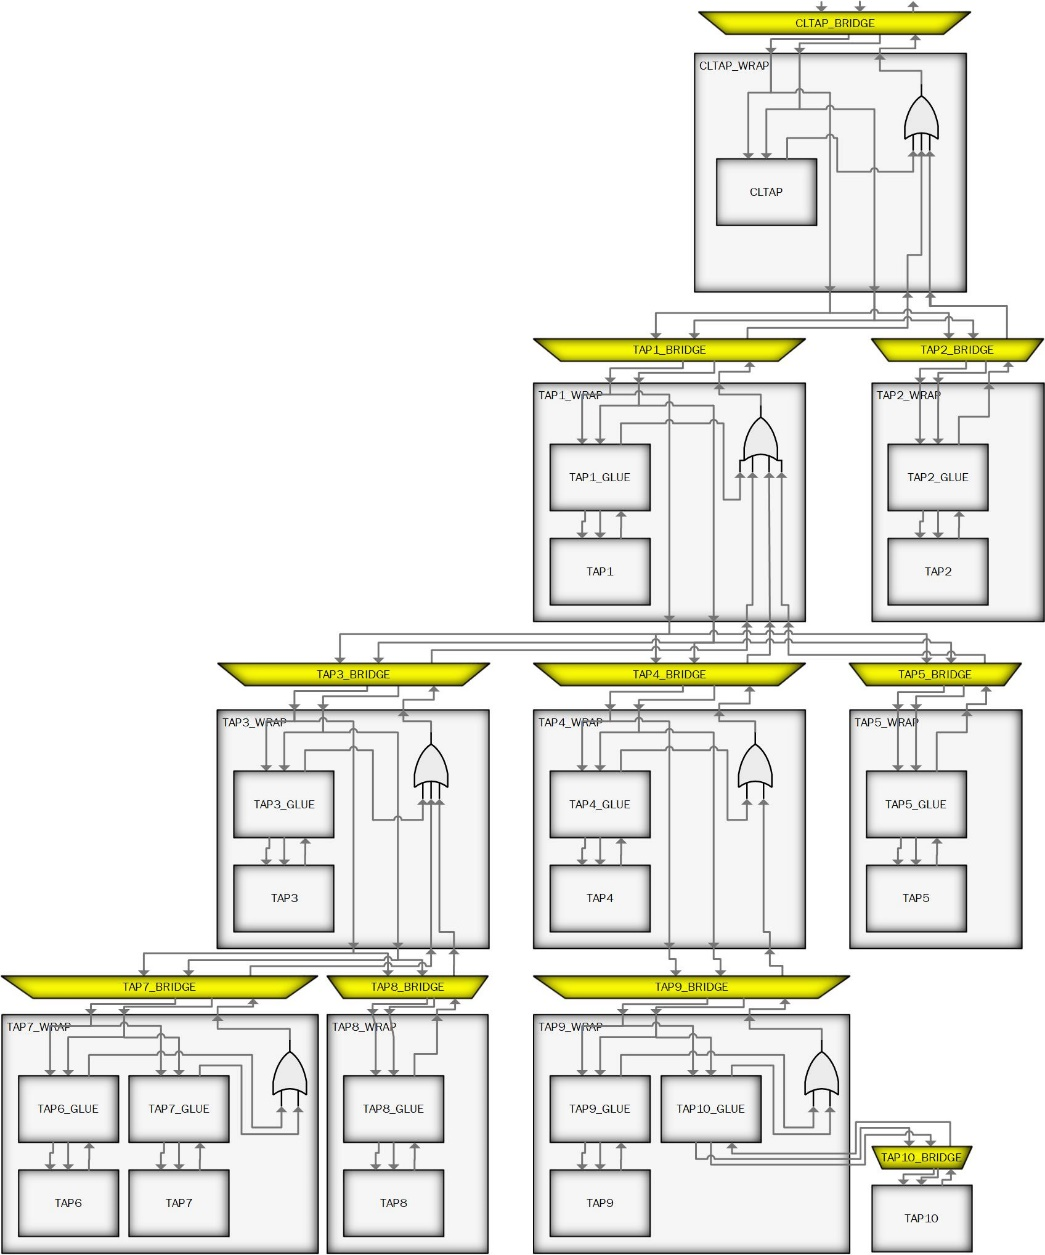 CLTAP_BRIDGE
CLTAP_WRAP
CLTAP
TAP1_BRIDGE
TAP2_BRIDGE
TAP1_WRAP
TAP2_WRAP
TAP1_GLUE
TAP2_GLUE
TAP1
TAP2
TAP3_BRIDGE
TAP4_BRIDGE
TAP5_BRIDGE
TAP3_WRAP
TAP4_WRAP
TAP5_WRAP
TAP3_GLUE
TAP4_GLUE
TAP5_GLUE
TAP3
TAP4
TAP5
TAP7_BRIDGE
TAP8_BRIDGE
TAP9_BRIDGE
TAP7_WRAP
TAP8_WRAP
TAP9_WRAP
TAP6_GLUE
TAP7_GLUE
TAP8_GLUE
TAP9_GLUE
TAP10_GLUE
TAP10_BRIDGE
TAP6
TAP7
TAP8
TAP9
TAP10